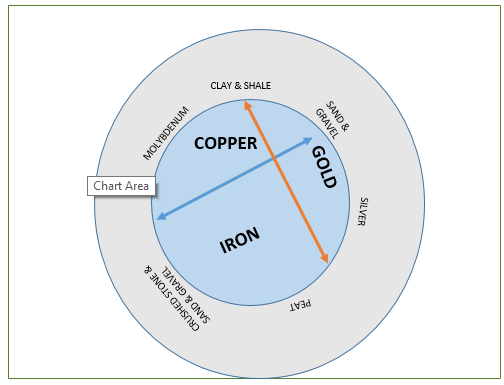 CLAY & SHALE
MOLYBDENUM
SAND &
GRAVEL
COPPER
GOLD
Chart Area
SILVER
IRON
CRUSHED STONE &
SAND & GRAVEL
PEAT